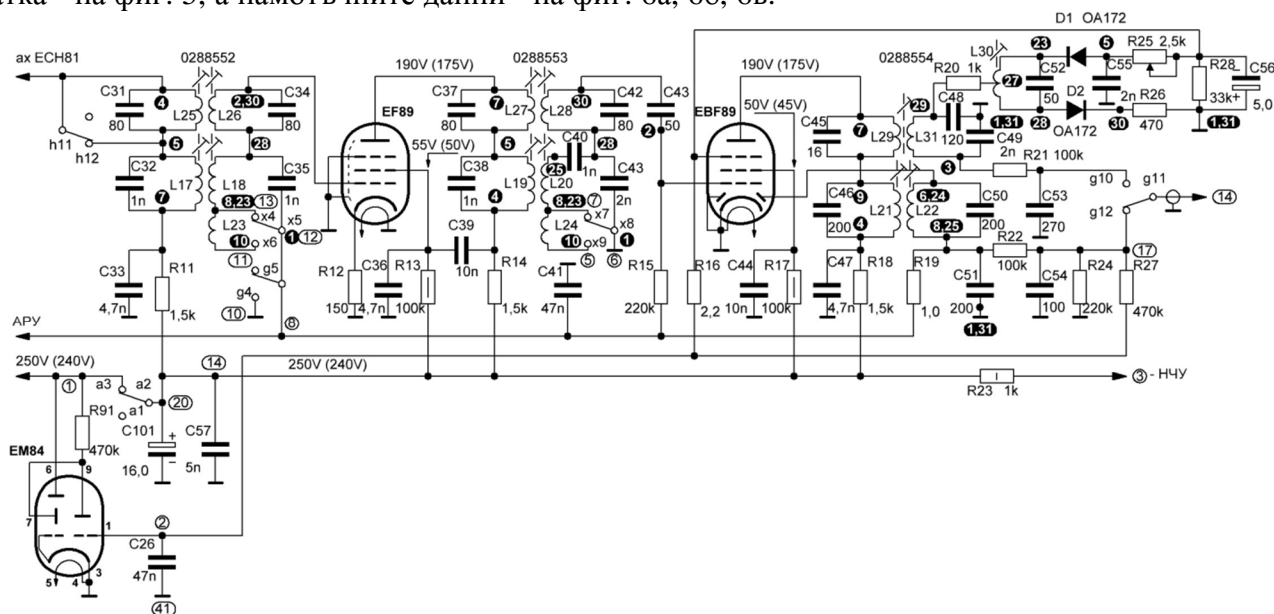 фиг. 5, а намотъчните данни - на фиг. 6а, 6б, 6в.
D1 OA172
ax ECH81
0288552
0288553
0288554
190V (175V)
190V (175V)
L30
23
5
R25 2,5k
C31
4
2,30
C34
EF89
C37
7
30
C42
C43
EBF89
50V (45V)
R20 1k
29
27
C52
C55
R28
C56
80
L25
L26
80
L27
L28
80
2
50
C45
7
C48
50
D2
2n
R26
33k
5,0
h11
h12
5
28
55V (50V)
5
C40
28
16
L29
L31
120
C49
1,31
28
OA172
30
470
1,31
C32
C35
C38
25
1n
C43
3
2n
R21 100k
g10
g11
1n
L17
L18
1n
L19
L20
2n
C46
9
6,24
C50
C53
14
7
8,23
13
4
8,23
7
200
4
L21
L22
200
270
g12
L23
x4
x5
1
12
L24
x7
x8
1
8,25
R22
17
10
x6
C39
10
x9
C33
R11
11
g5
R12
C36
R13
10n
R14
C41
5
6
R15
R16
C44
R17
C47
R18
R19
C51
100k
C54
R24
R27
4,7n
1,5k
g4
10
150
4,7n
100k
1,5k
47n
220k
2,2
10n
100k
4,7n
1,5k
1,0
200
100
220k
470k
АРУ
8
1,31
250V (240V)
14
250V (240V)
3 - НЧУ
1
a3
a2
20
R23 1k
R91
a1
C101
C57
EM84
470k
16,0
5n
6
9
7
1
2
C26
47n
5
4
3
41